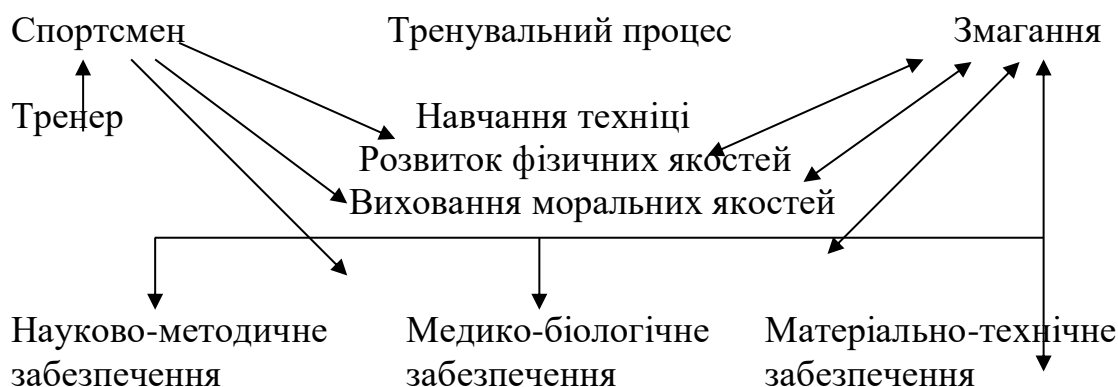 Спортсмен Тренувальний процес Змагання
Тренер Навчання техніці
Розвиток фізичних якостей
Виховання моральних якостей
Науково-методичне Медико-біологічне Матеріально-технічне
забезпечення забезпечення забезпечення